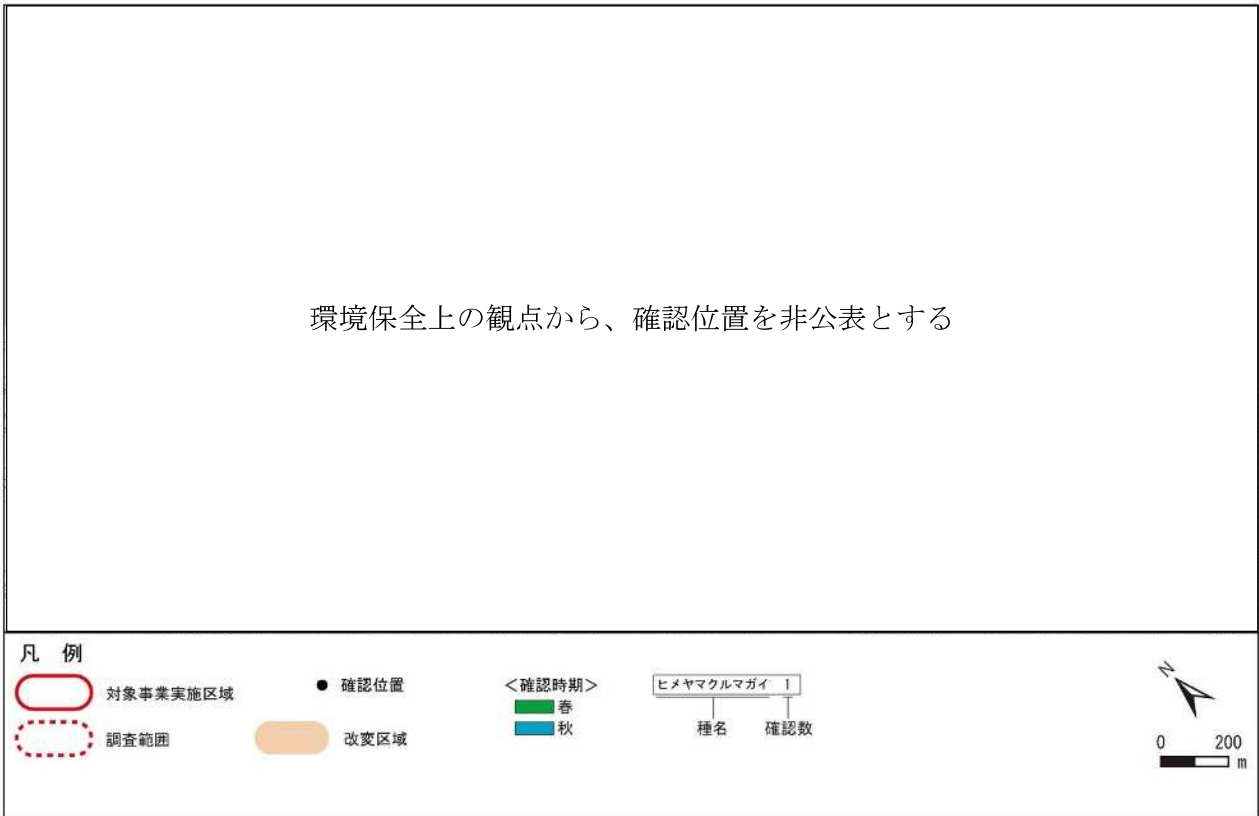 環境保全上の観点から、確認位置を非公表とする
凡 例
対象事業実施区域
確認位置
<確認時期>
春
秋
ヒメヤマクルマガイ 1
種名 確認数
調査範囲
改変区域
N
0 200
m